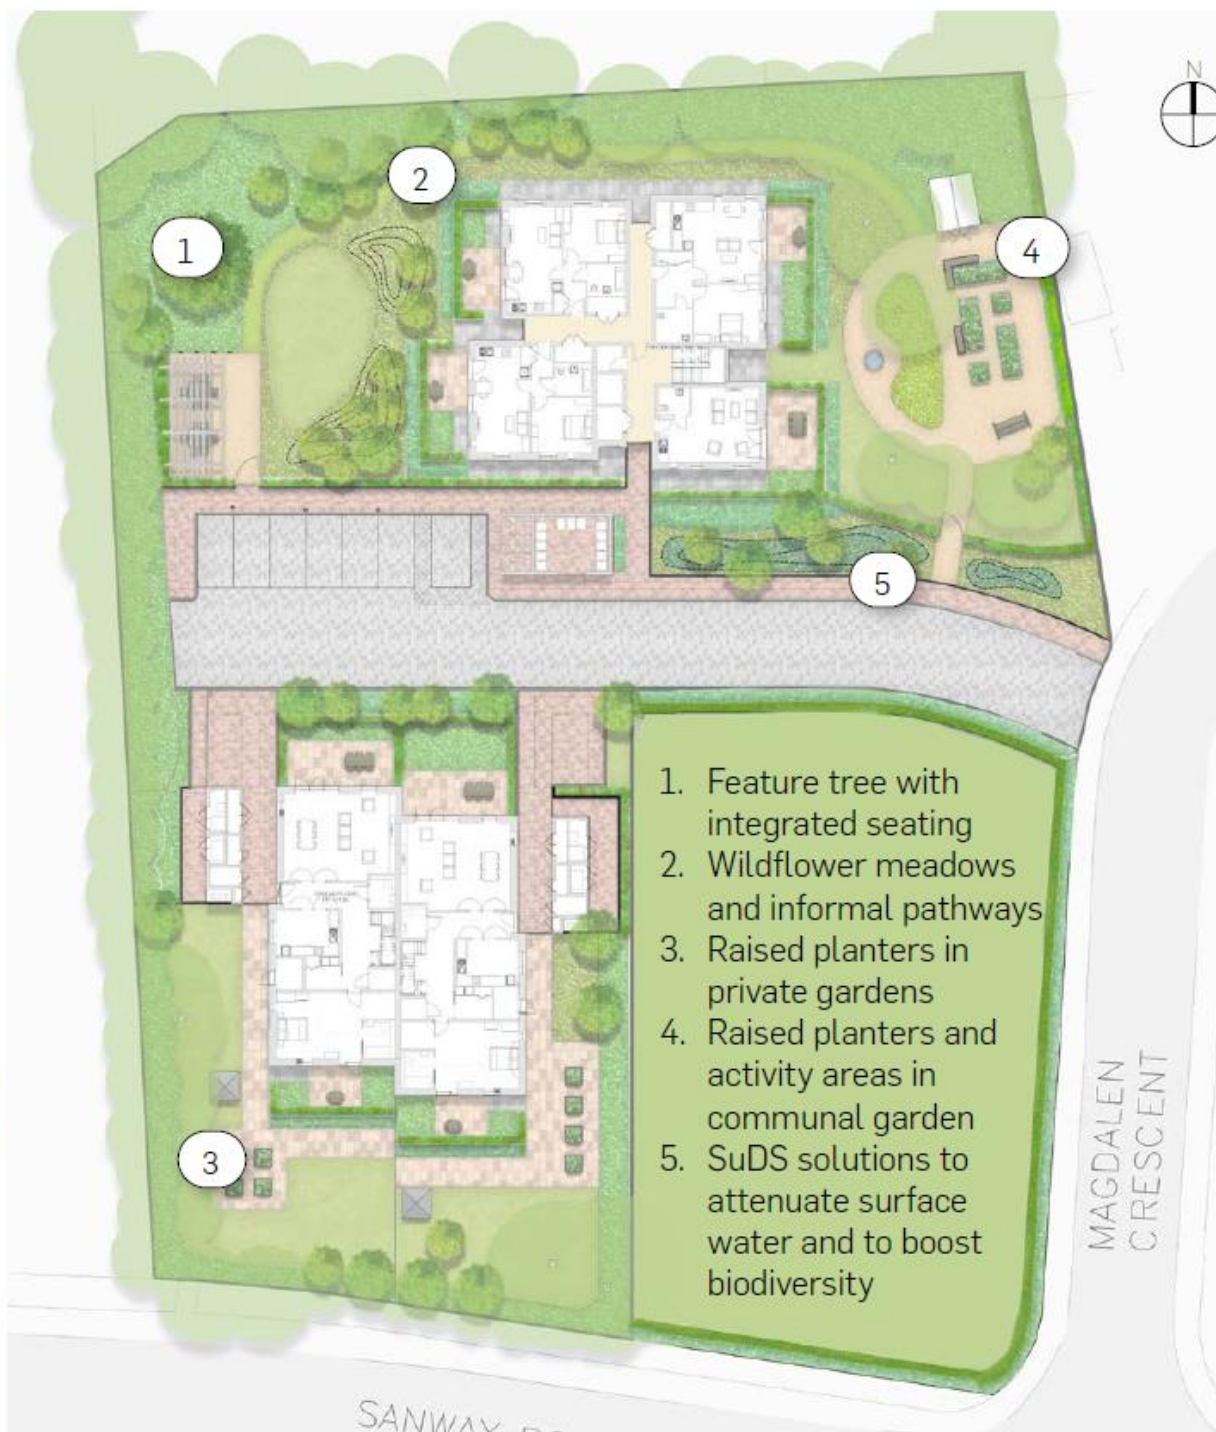 N
1
2
4
5
3
1. Feature tree with
integrated seating
2. Wildflower meadows
and informal pathways
3. Raised planters in
private gardens
4. Raised planters and
activity areas in
communal garden
5. SuDS solutions to
attenuate surface
water and to boost
biodiversity
MAGDALEN
CRESCENT
SANWAY